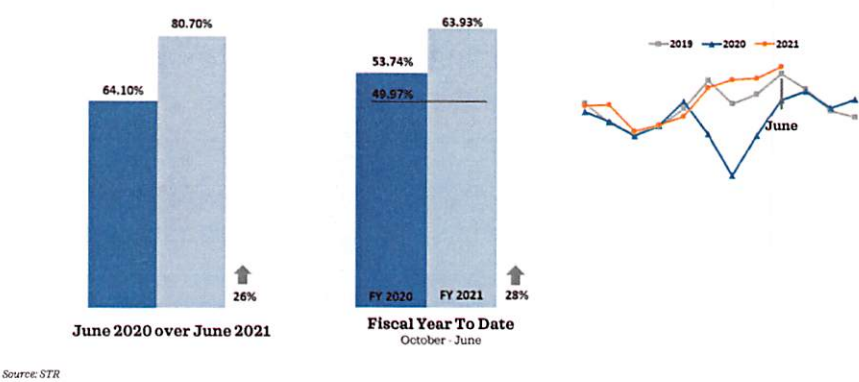 80.70%
64.10%
26%
June 2020 over June 2021
63.93%
53.74%
49.97%
FY 2020
FY 2021
28%
Fiscal Year To Date
October - June
2019
2020
2021
June
Source: STR